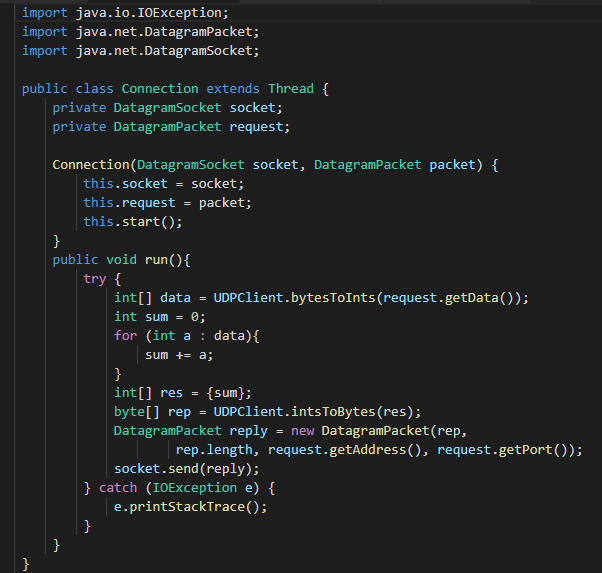 import java.io.IOException;
import java.net.DatagramPacket;
import java.net.DatagramSocket;

public class Connection extends Thread {
    private DatagramSocket socket;
    private DatagramPacket request;

    Connection(DatagramSocket socket, DatagramPacket packet) {
        this.socket = socket;
        this.request = packet;
        this.start();
    }
    public void run(){
        try {
            int[] data = UDPClient.bytesToInts(request.getData());
            int sum = 0;
            for (int a : data){
                sum += a;
            }
            int[] res = {sum};
            byte[] rep = UDPClient.intsToBytes(res);
            DatagramPacket reply = new DatagramPacket(rep,
                    rep.length, request.getAddress(), request.getPort());
            socket.send(reply);
        } catch (IOException e) {
            e.printStackTrace();
        }
    }
}